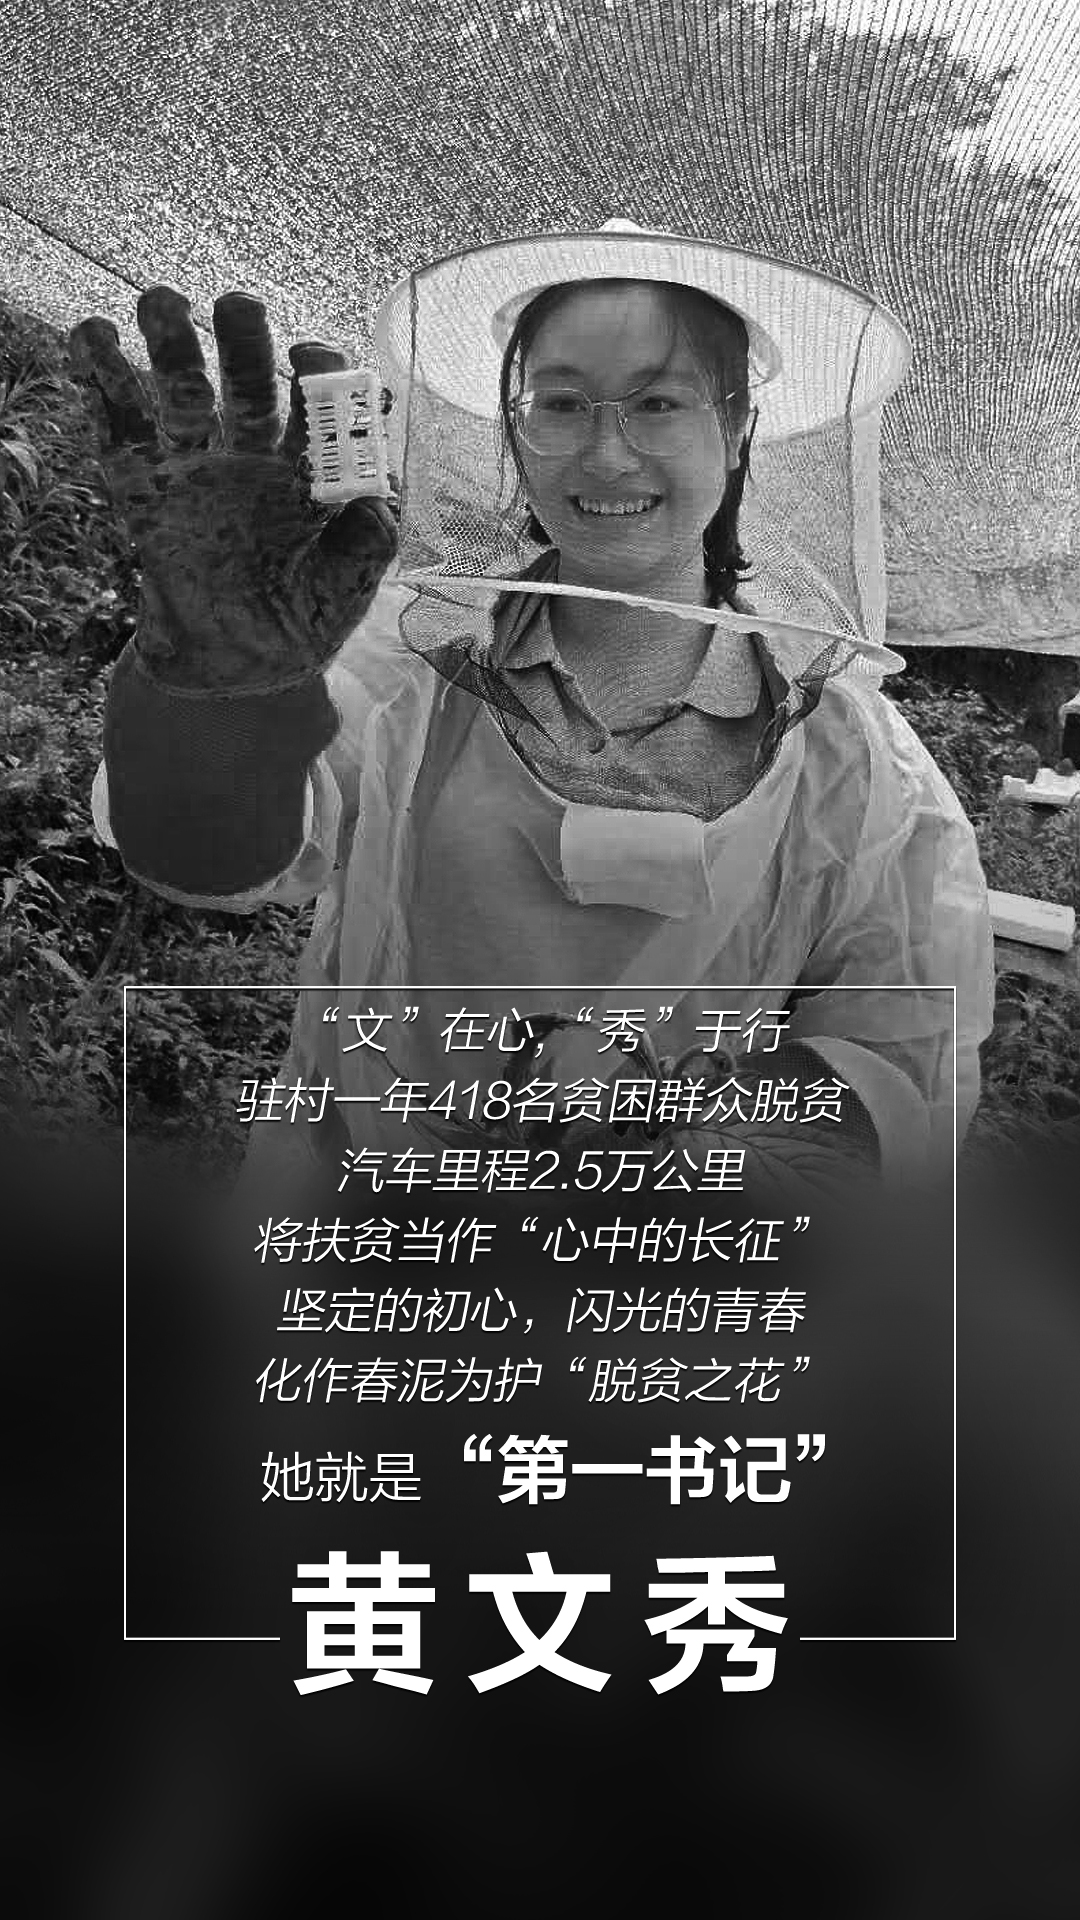 “文”在心，“秀”于行
驻村一年418名贫困群众脱贫
汽车里程2.5万公里
将扶贫当作“心中的长征”
坚定的初心，闪光的青春
化作春泥为护“脱贫之花”
她就是“第一书记”
黄文秀